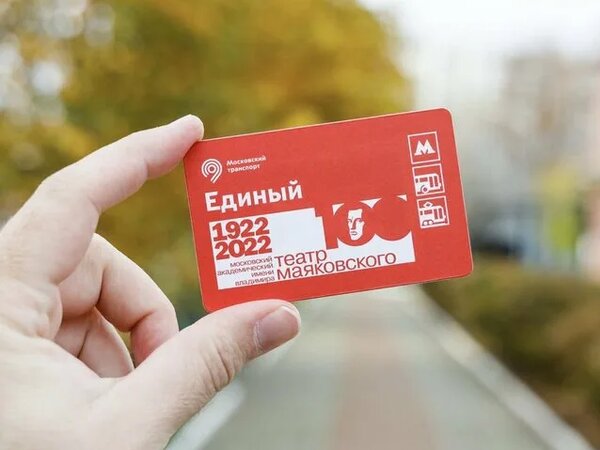 Московский
транспорт
Единый
М
1922
2022
100
московский
академический
имени
владимира
театр
маяковского